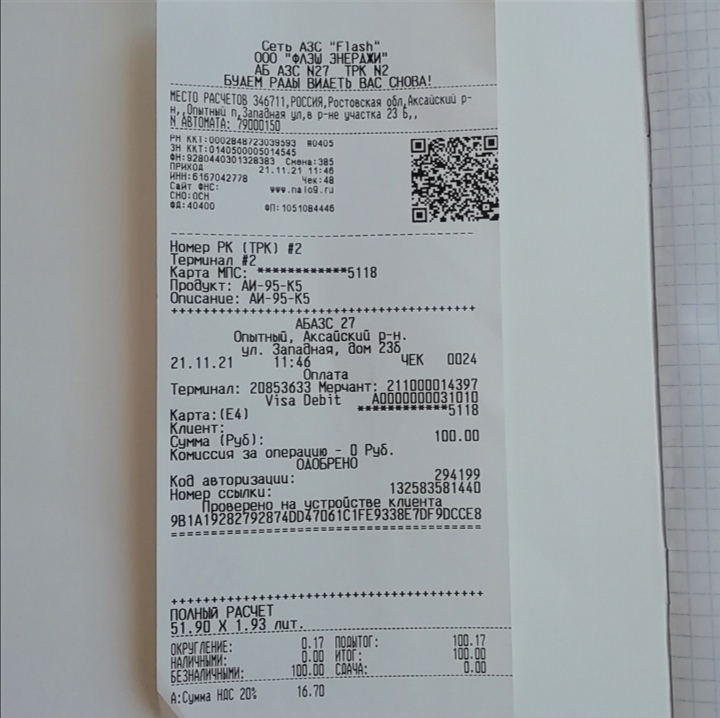 Сеть АЗС "Flash"
ООО "ФЛЭШ ЭНЕРДЖИ"
АБ АЗС N27 ТРК N2
БУДЕМ РАДЫ ВИДЕТЬ ВАС СНОВА!
МЕСТО РАСЧЕТОВ 346711,РОССИЯ,Ростовская обл,Аксайский р-
н,,Опытный п,Западная ул,в р-не участка 23 Б,,
N АВТОМАТА: 79000150
РН ККТ:0002848723039593 #0405
ЗН ККТ:0140500005014545
ФН:9280440301328383 Смена:385
ПРИХОД 21.11.21 11:46
ИНН:6167042778 Чек:48
Сайт ФНС: www.nalog.ru
СНО:ОСН
ФД:40400 ФП:1051084446
Номер РК (ТРК) #2
Терминал #2
Карта МПС: ************5118
Продукт: АИ-95-К5
Описание: АИ-95-К5
++++++++++++++++++++++++++++++++++++++++
АБАЗС 27
Опытный, Аксайский р-н.
ул. Западная, дом 23б
21.11.21 11:46 ЧЕК 0024
Оплата
Терминал: 20853633 Мерчант: 211000014397
Visa Debit A0000000031010
Карта:(E4) ************5118
Клиент:
Сумма (Руб): 100.00
Комиссия за операцию - 0 Руб.
ОДОБРЕНО
Код авторизации: 294199
Номер ссылки: 132583581440
Проверено на устройстве клиента
9B1A19282792874DD47061C1FE9338E7DF9DCCE8
========================================
++++++++++++++++++++++++++++++++++++++++
ПОЛНЫЙ РАСЧЕТ
51.90 X 1.93 лит.
ОКРУГЛЕНИЕ: 0.17 ПОДЫТОГ: 100.17
НАЛИЧНЫМИ: 0.00 ИТОГ: 100.00
БЕЗНАЛИЧНЫМИ: 100.00 СДАЧА: 0.00
А:Сумма НДС 20% 16.70